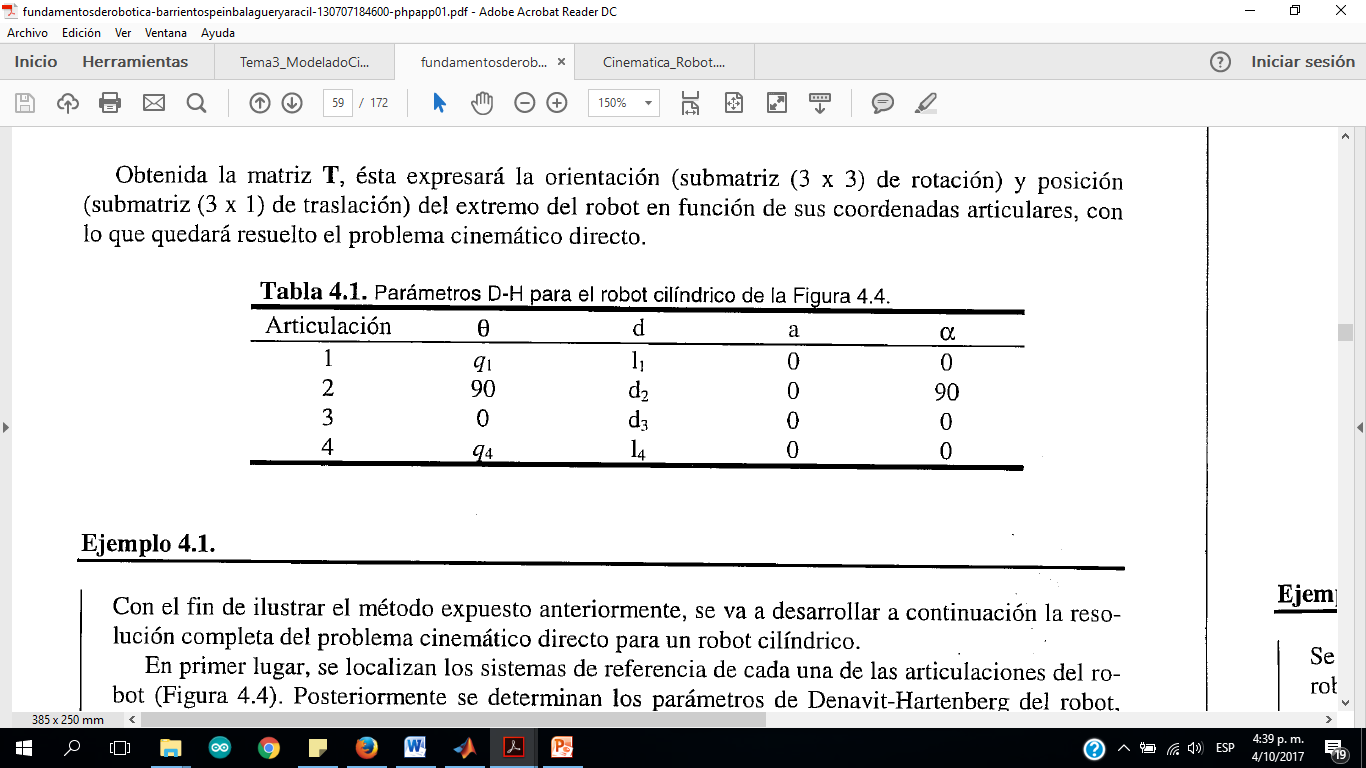 fundamentosderobotica-barrientospeinbalagueryaracil-130707184600-phpapp01.pdf - Adobe Acrobat Reader DC
Archivo Edición Ver Ventana Ayuda
Inicio Herramientas Tema3_ModeladoCi... fundamentosderob... × Cinematica_Robot.... ? Iniciar sesión
59 / 172 150%
Obtenida la matriz T, ésta expresará la orientación (submatriz (3 x 3) de rotación) y posición
(submatriz (3 x 1) de traslación) del extremo del robot en función de sus coordenadas articulares, con
lo que quedará resuelto el problema cinemático directo.
Tabla 4.1. Parámetros D-H para el robot cilíndrico de la Figura 4.4.
Articulación θ d a α
1 q₁ l₁ 0 0
2 90 d₂ 0 90
3 0 d₃ 0 0
4 q₄ l₄ 0 0
Ejemplo 4.1.
Con el fin de ilustrar el método expuesto anteriormente, se va a desarrollar a continuación la reso-
lución completa del problema cinemático directo para un robot cilíndrico.
En primer lugar, se localizan los sistemas de referencia de cada una de las articulaciones del ro-
bot (Figura 4.4). Posteriormente se determinan los parámetros de Denavit-Hartenberg del robot,
Ejem
Se
rob
385 x 250 mm
ESP
4:39 p. m.
4/10/2017
19